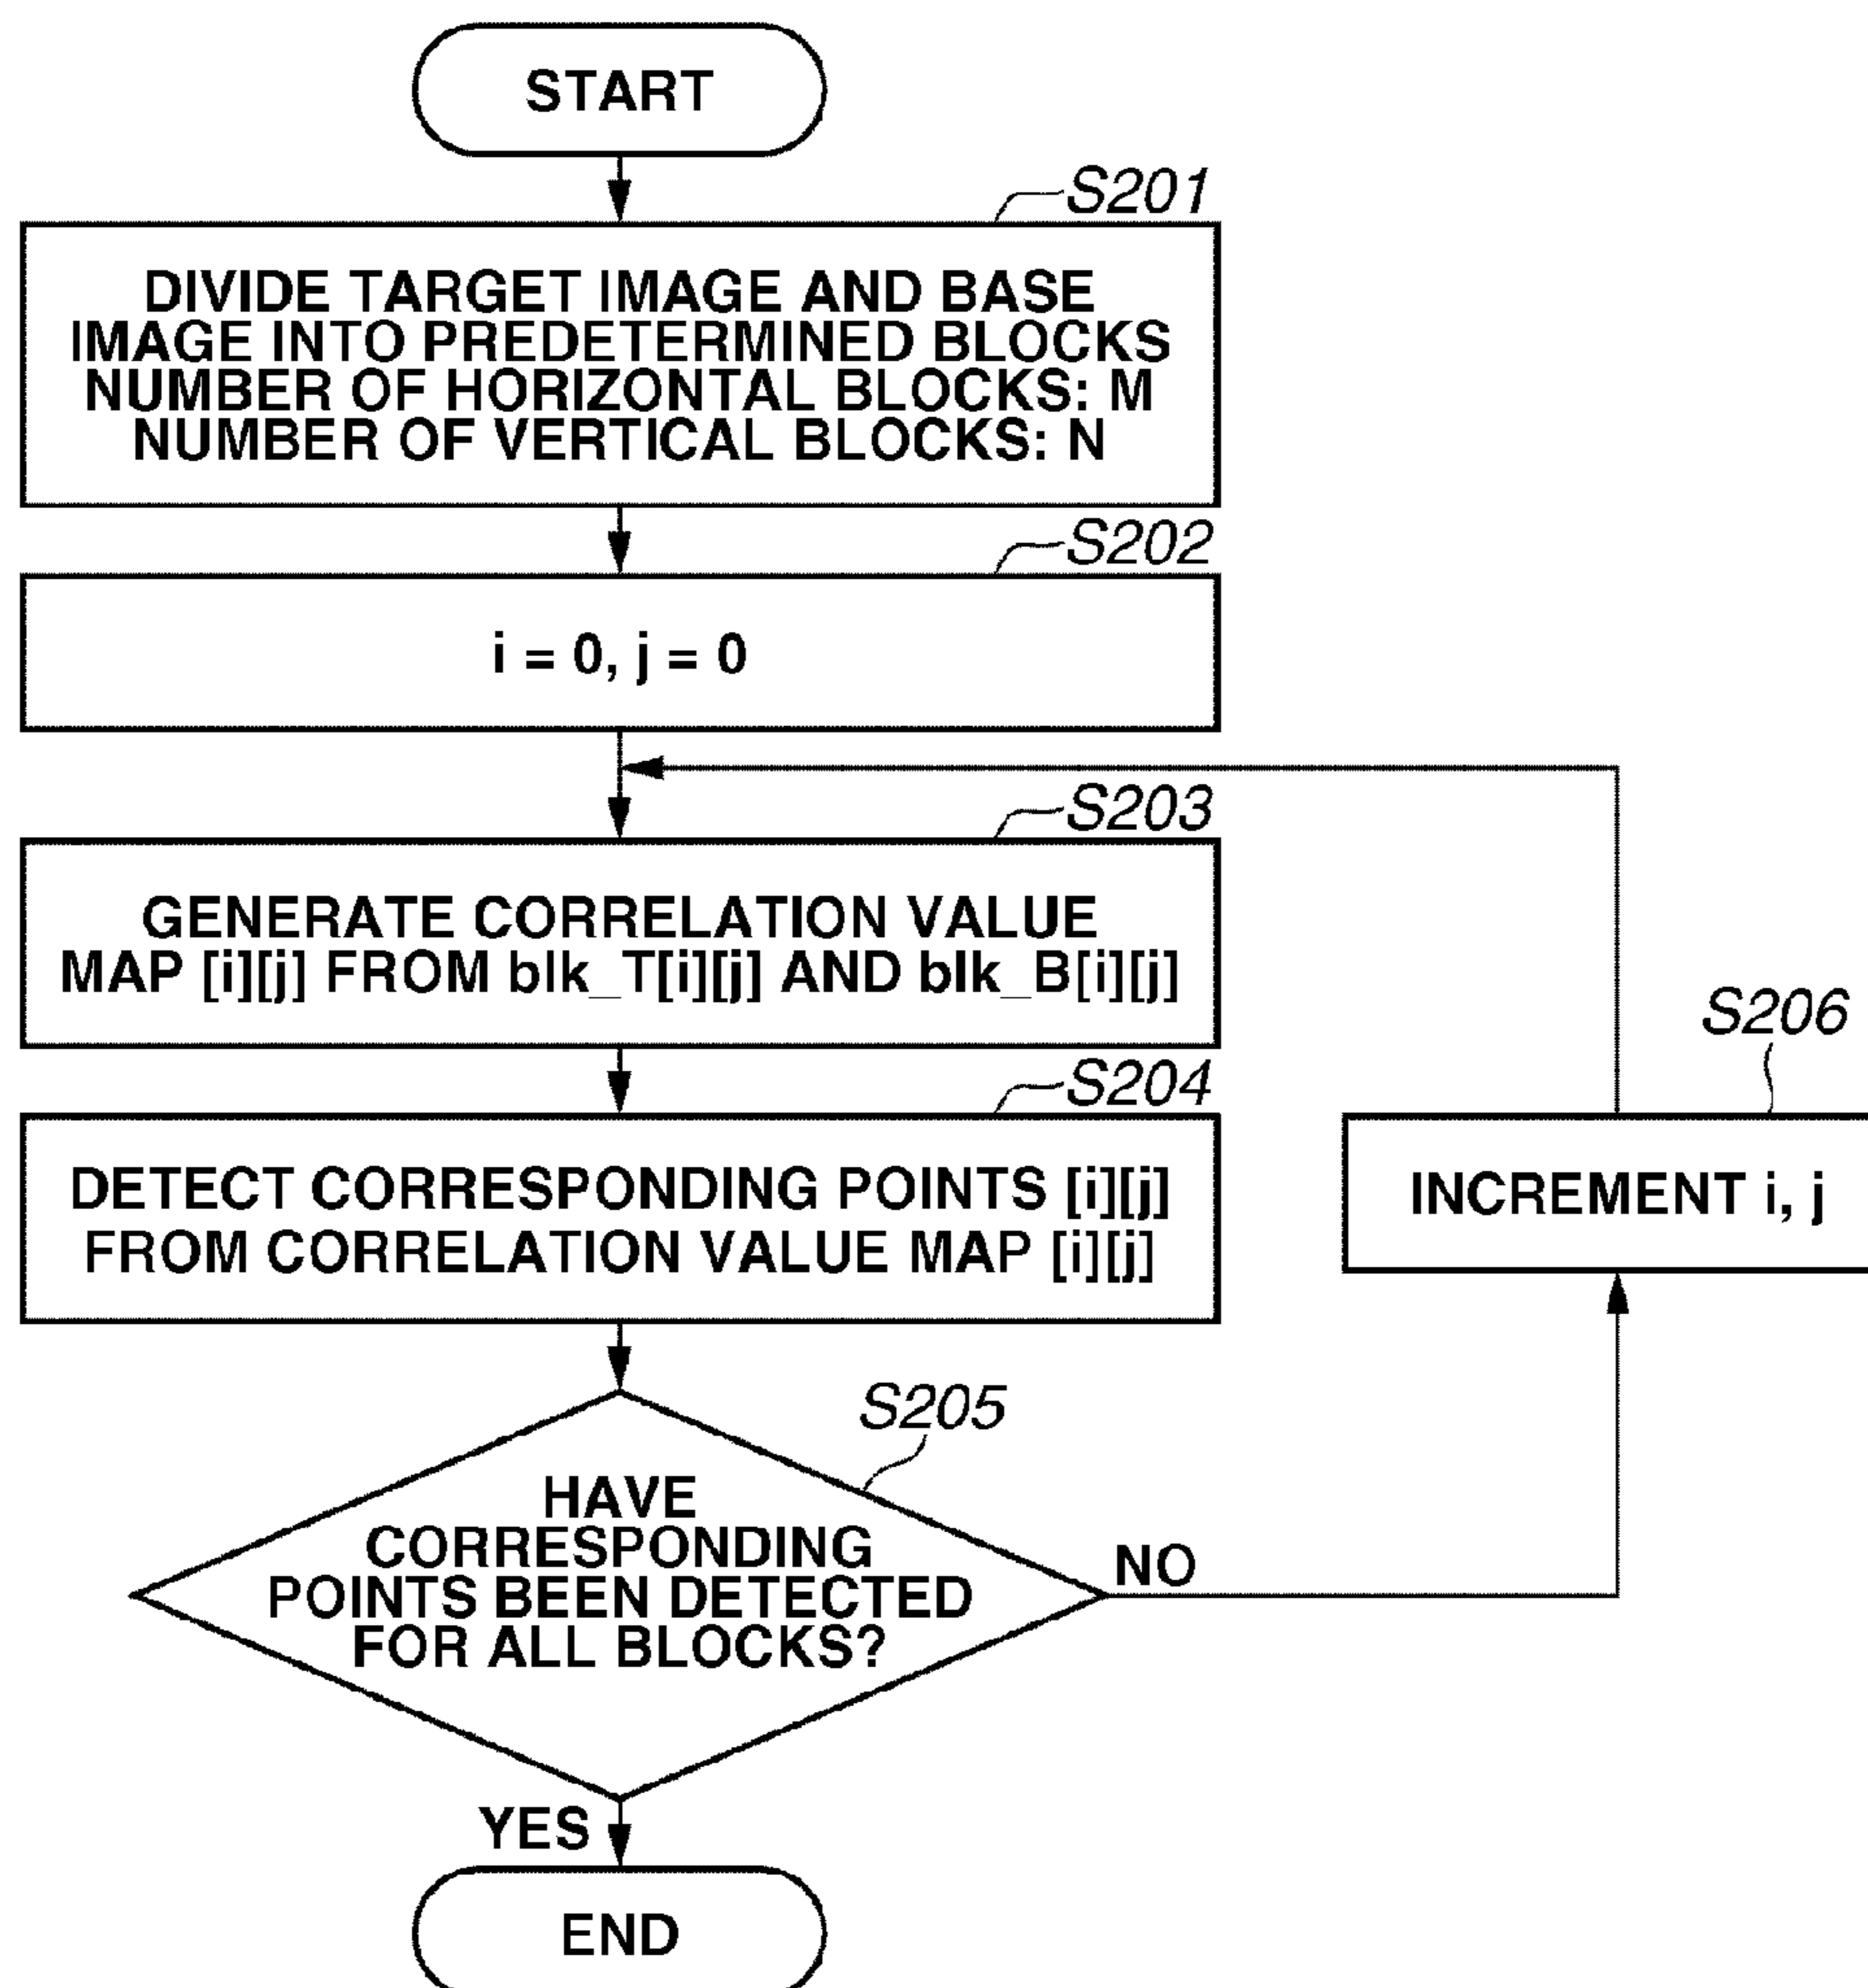 START
S201
DIVIDE TARGET IMAGE AND BASE
IMAGE INTO PREDETERMINED BLOCKS
NUMBER OF HORIZONTAL BLOCKS: M
NUMBER OF VERTICAL BLOCKS: N
S202
i = 0, j = 0
S203
GENERATE CORRELATION VALUE
MAP [i][j] FROM blk_T[i][j] AND blk_B[i][j]
S204
DETECT CORRESPONDING POINTS [i][j]
FROM CORRELATION VALUE MAP [i][j]
S206
INCREMENT i, j
S205
HAVE
CORRESPONDING
POINTS BEEN DETECTED
FOR ALL BLOCKS?
NO
YES
END